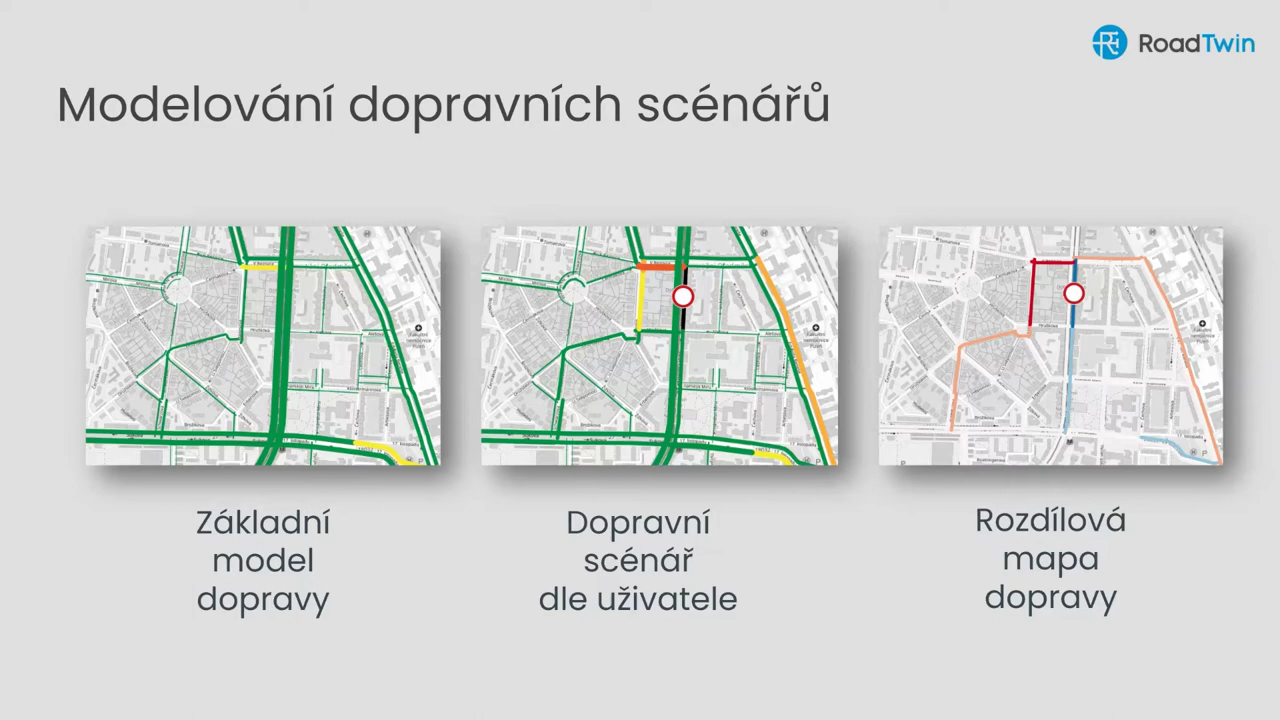 RoadTwin
Modelování dopravních scénářů
Základní
model
dopravy
Dopravní
scénář
dle uživatele
Rozdílová
mapa
dopravy